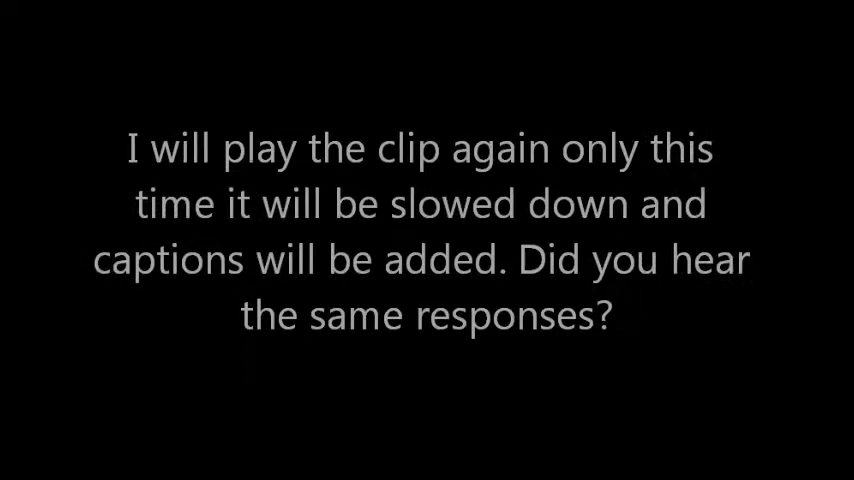 I will play the clip again only this
time it will be slowed down and
captions will be added. Did you hear
the same responses?